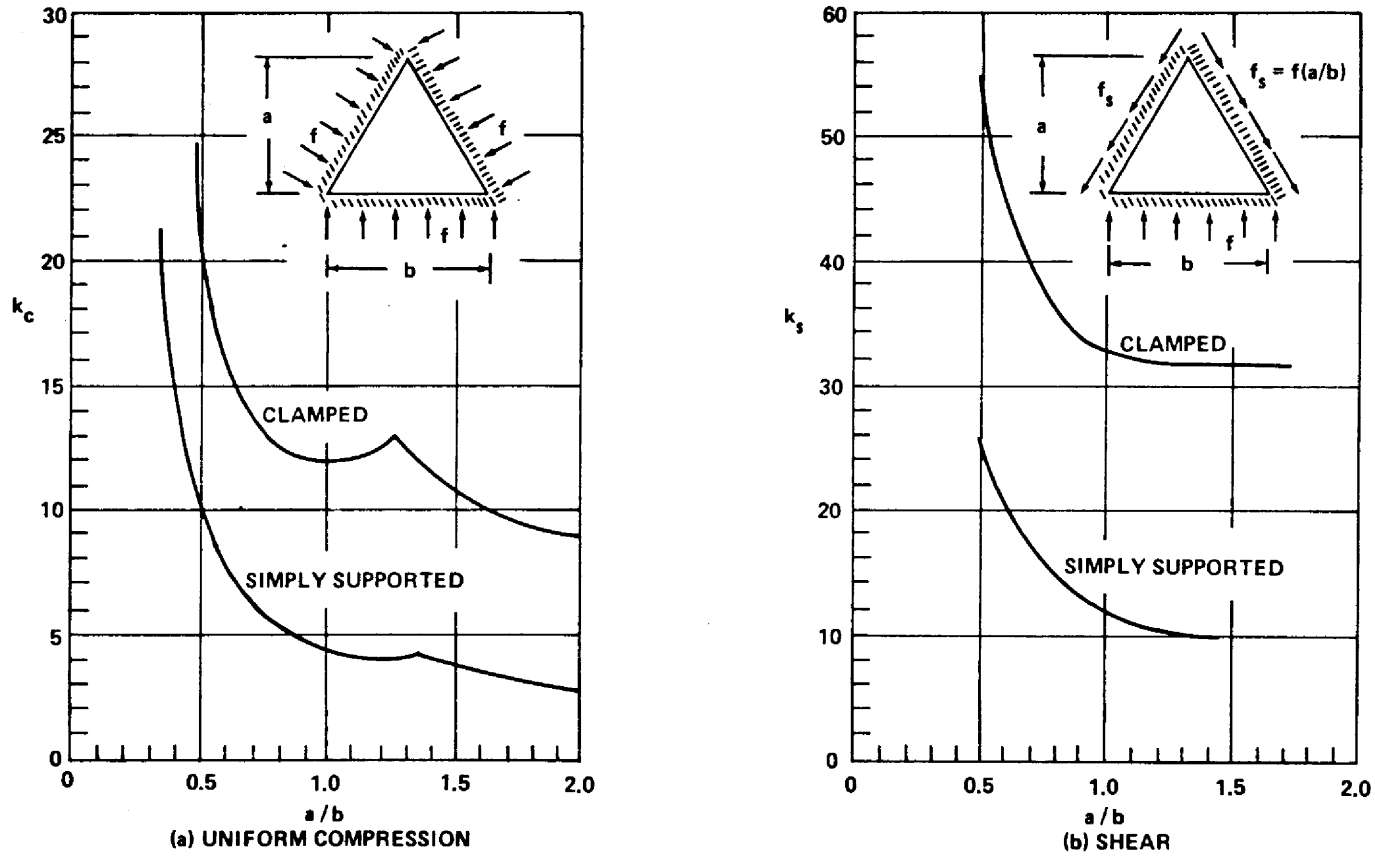 30
25
20
15
10
5
0
k_c
a
f
f
f
b
CLAMPED
SIMPLY SUPPORTED
0
0.5
1.0
1.5
2.0
a/b
(a) UNIFORM COMPRESSION
60
50
40
30
20
10
0
k_s
a
f_s
f_s = f(a/b)
f
b
CLAMPED
SIMPLY SUPPORTED
0
0.5
1.0
1.5
2.0
a/b
(b) SHEAR